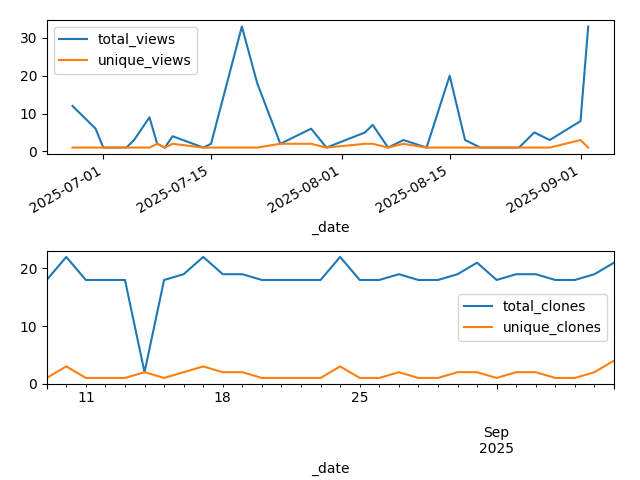 30
20
10
0
total_views
unique_views
2025-07-01
2025-07-15
2025-08-01
2025-08-15
2025-09-01
_date
20
10
0
total_clones
unique_clones
11
18
25
Sep
2025
_date